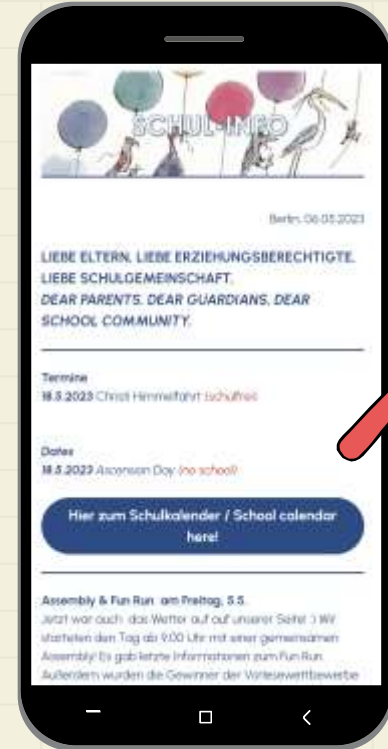 SCHUL-INFO
Berlin, 06.05.2023
LIEBE ELTERN, LIEBE ERZIEHUNGSBERECHTIGTE,
LIEBE SCHULGEMEINSCHAFT,
DEAR PARENTS, DEAR GUARDIANS, DEAR
SCHOOL COMMUNITY,
Termine
18.5.2023 Christi Himmelfahrt (schulfrei)
Dates
18.5.2023 Ascension Day (no school)
Hier zum Schulkalender / School calendar
here!
Assembly & Fun Run am Freitag, 5.5.
Jetzt war auch das Wetter auf auf unserer Seite! :) Wir
starteten den Tag ab 9:00 Uhr mit einer gemeinsamen
Assembly! Es gab letzte Informationen zum Fun Run.
Außerdem wurden die Gewinner der Vorlesewettbewerbe